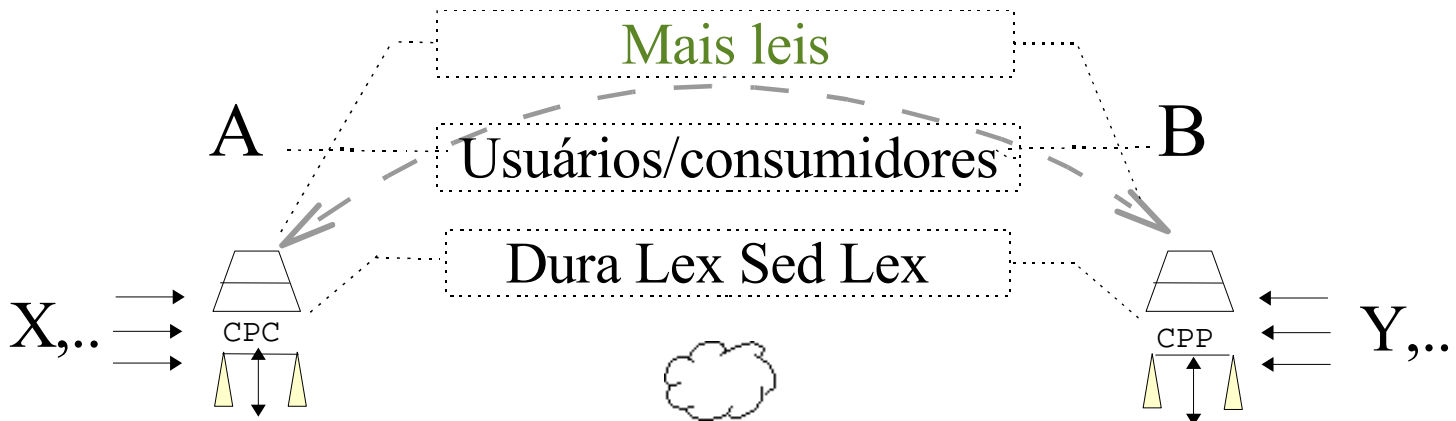 Mais leis
A
Usuários/consumidores
B
Dura Lex Sed Lex
X,..
CPC
CPP
Y,..